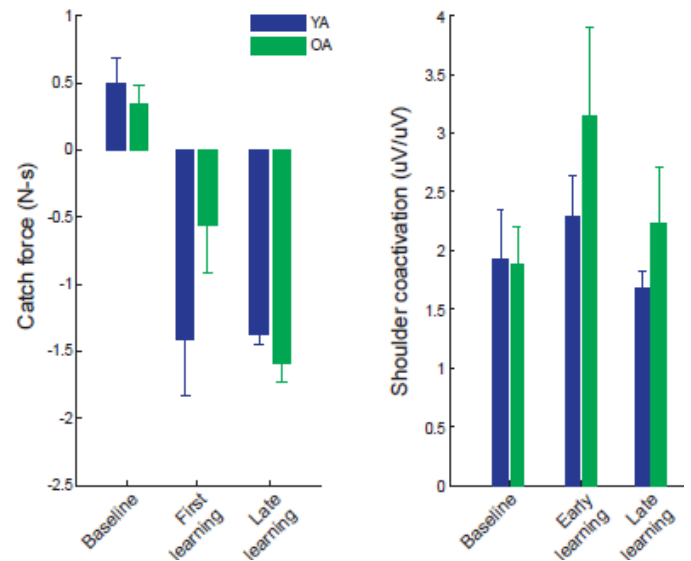 Catch force (N-s)
1
0.5
0
-0.5
-1
-1.5
-2
-2.5
YA
OA
Baseline
First
learning
Late
learning
Shoulder coactivation (uV/uV)
4
3.5
3
2.5
2
1.5
1
0.5
0
Baseline
Early
learning
Late
learning